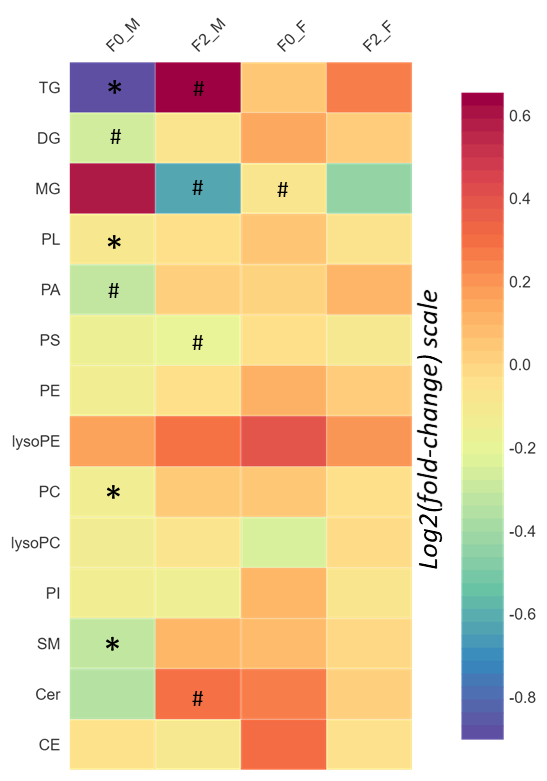 F0_M F2_M F0_F F2_F
TG * #
DG #
MG # #
PL *
PA #
PS #
PE
lysoPE
PC *
lysoPC
PI
SM *
Cer #
CE
0.6
0.4
0.2
0.0
-0.2
-0.4
-0.6
-0.8
Log2(fold-change) scale